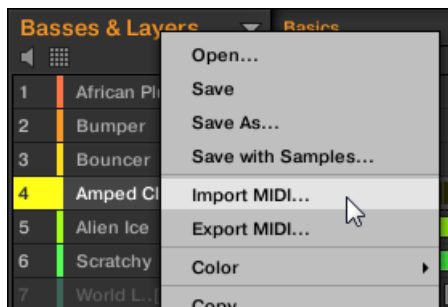 Basses & Layers
Basics
1 African Pl
2 Bumper
3 Bouncer
4 Amped Cl
5 Alien Ice
6 Scratchy
7 World L..[
Open...
Save
Save As...
Save with Samples...
Import MIDI...
Export MIDI...
Color
Copy